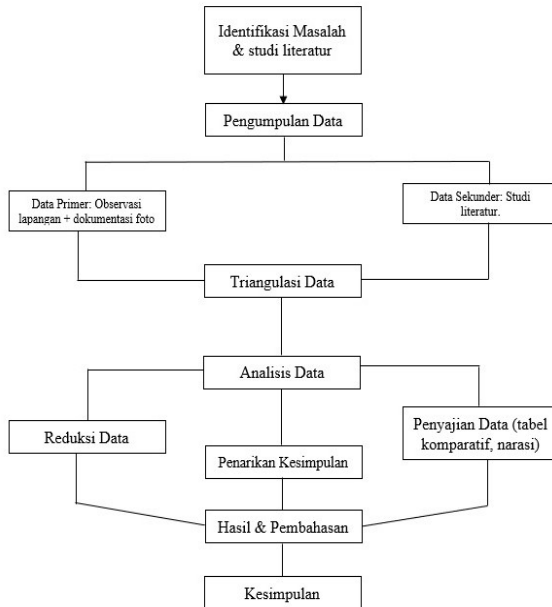 Identifikasi Masalah
& studi literatur
Pengumpulan Data
Data Primer: Observasi
lapangan + dokumentasi foto
Data Sekunder: Studi
literatur.
Triangulasi Data
Analisis Data
Reduksi Data
Penarikan Kesimpulan
Penyajian Data (tabel
komparatif, narasi)
Hasil & Pembahasan
Kesimpulan